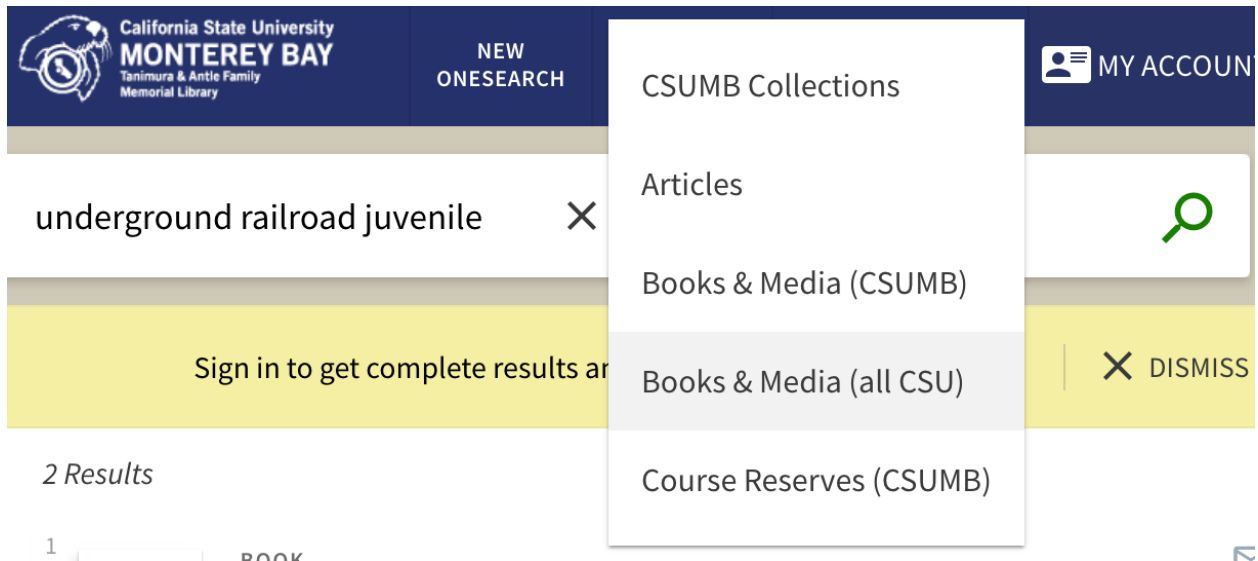 California State University
MONTEREY BAY
Tanimura & Antle Family
Memorial Library
NEW
ONESEARCH
MY ACCOUNT
underground railroad juvenile
CSUMB Collections
Articles
Books & Media (CSUMB)
Books & Media (all CSU)
Course Reserves (CSUMB)
Sign in to get complete results
DISMISS
2 Results
1
BOOK